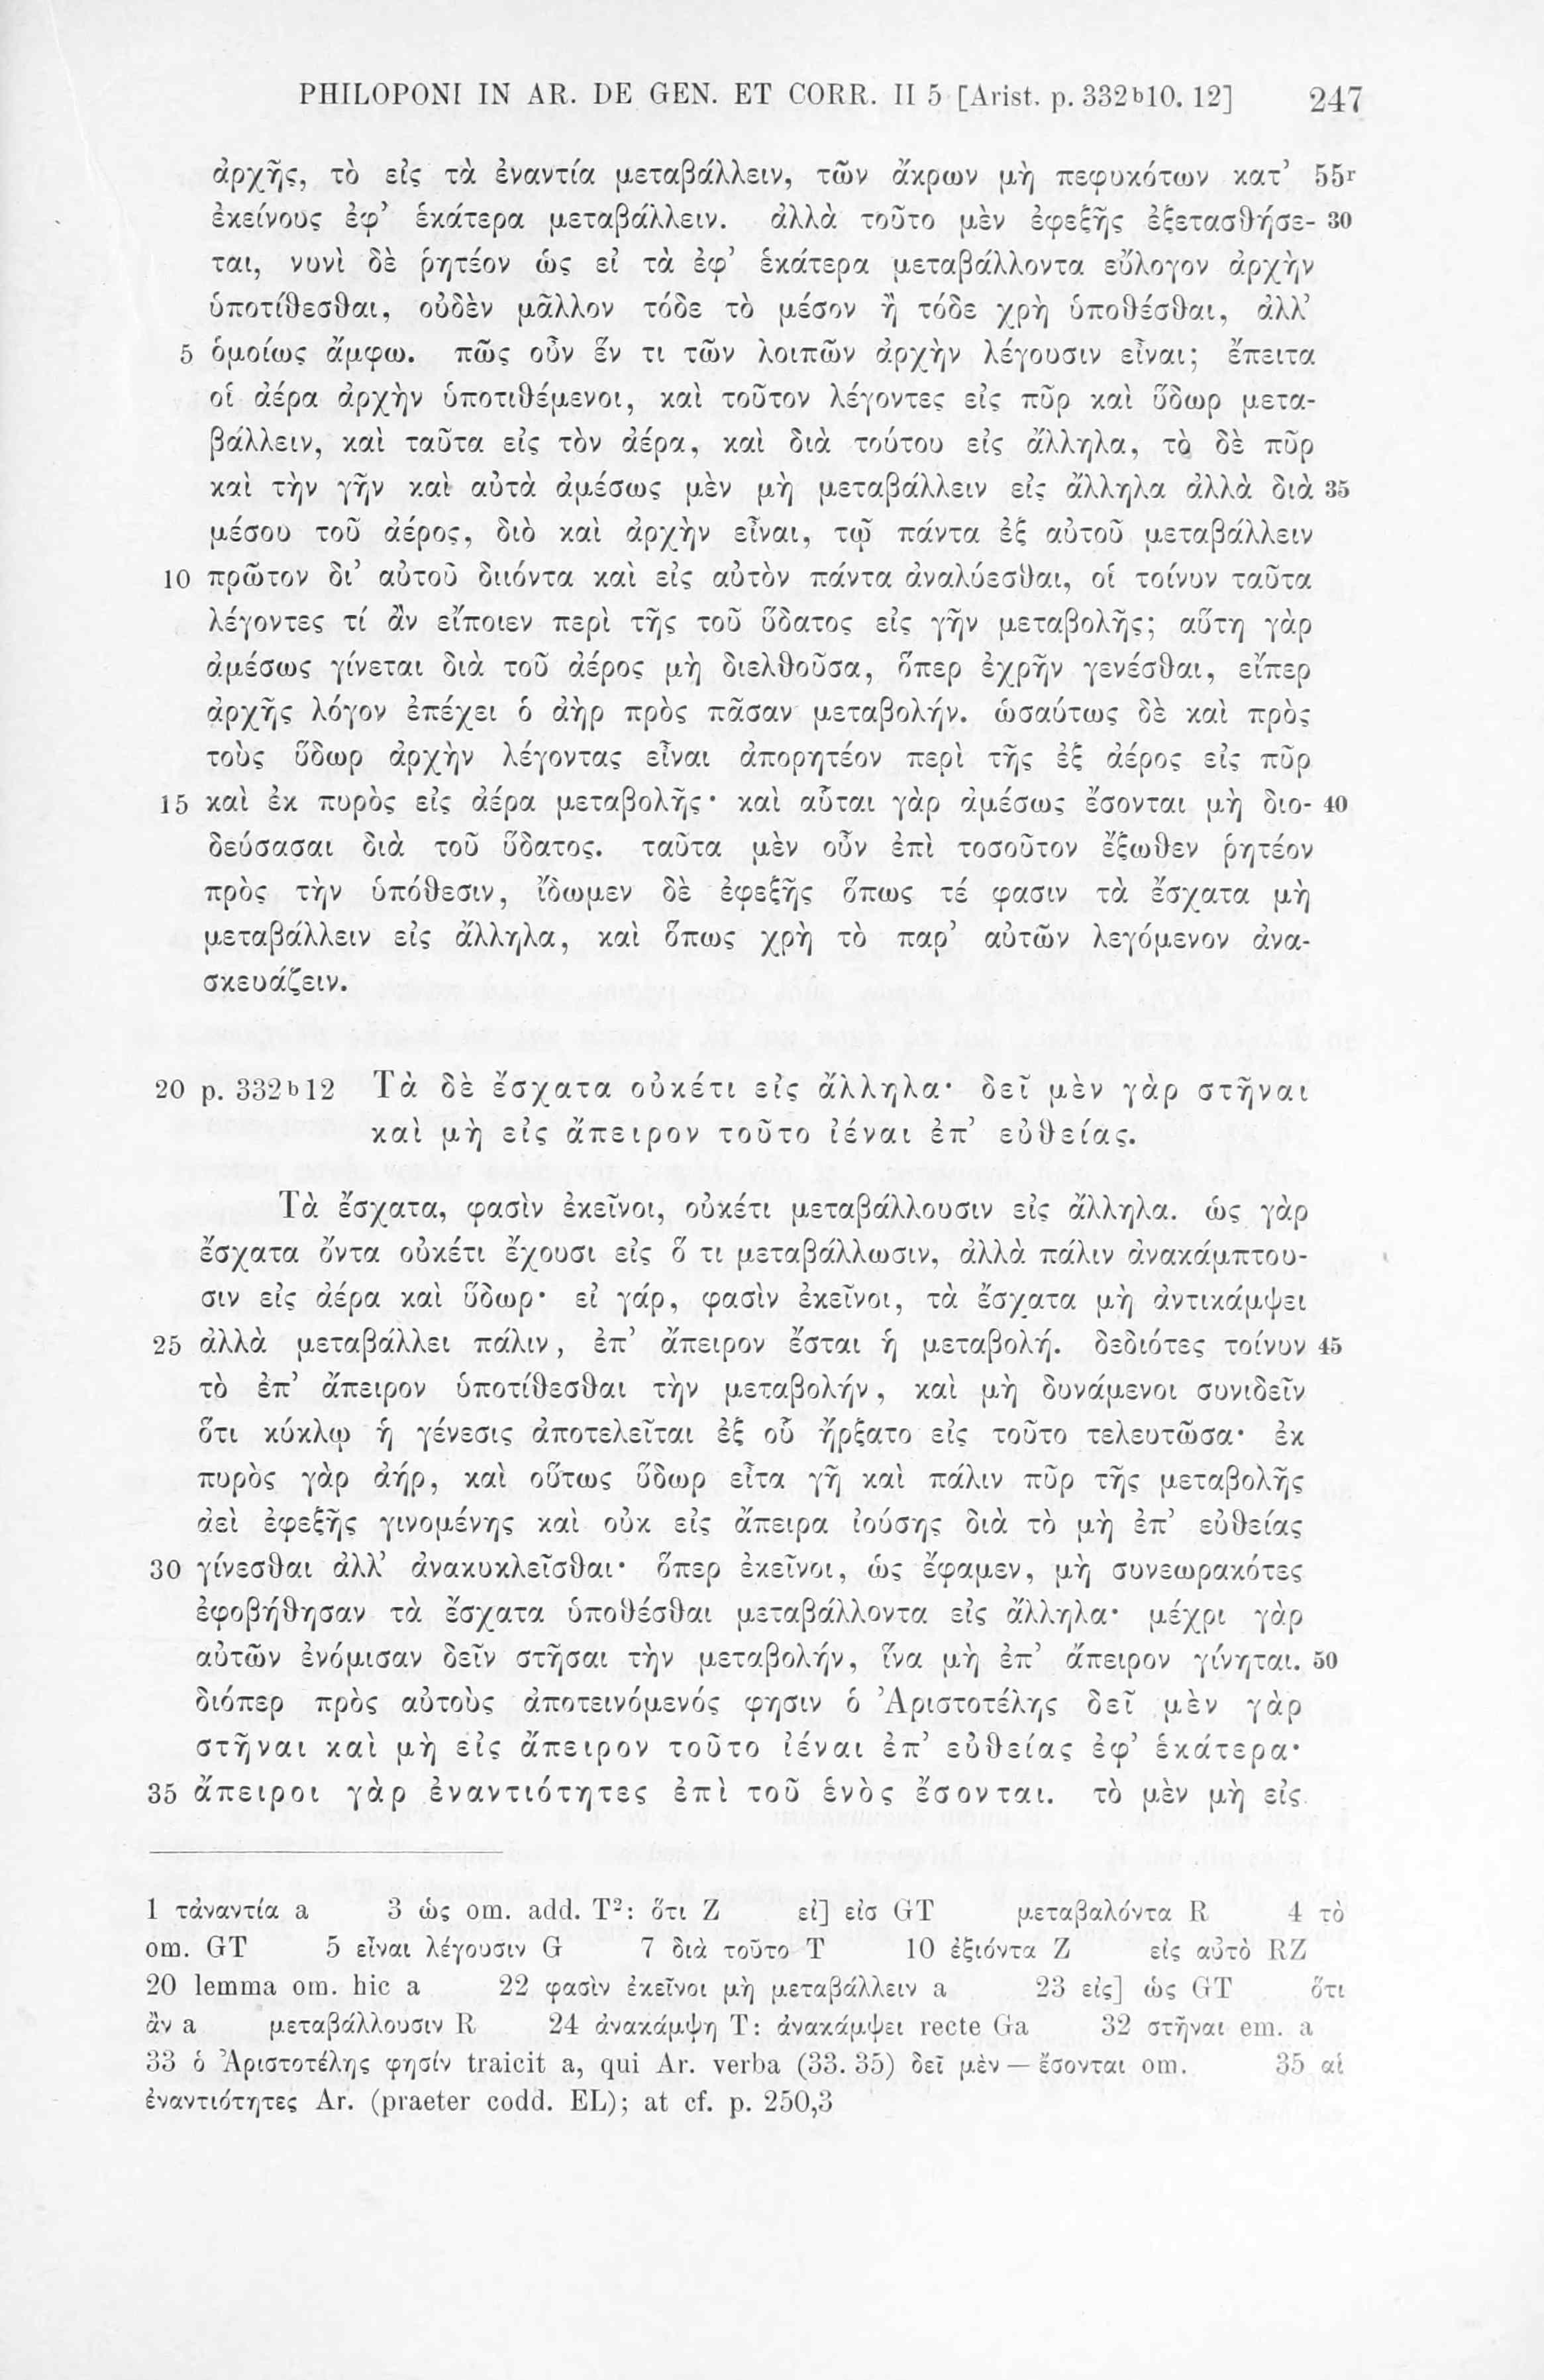 PHILOPONI IN AR. DE GEN. ET CORR. II 5 [Arist. p. 332b10. 12] 247
ἀρχῆς, τὸ εἰς τὰ ἐναντία μεταβάλλειν, τῶν ἄκρων μὴ πεφυκότων κατ’ 55r
ἐκείνους ἐφ’ ἑκάτερα μεταβάλλειν. ἀλλὰ τοῦτο μὲν ἐφεξῆς ἐξετασθήσε- 30
ται, νυνὶ δὲ ῥητέον ὡς εἰ τὰ ἐφ’ ἑκάτερα μεταβάλλοντα εὔλογον ἀρχὴν
ὑποτίθεσθαι, οὐδὲν μᾶλλον τόδε τὸ μέσον ἢ τόδε χρὴ ὑποθέσθαι, ἀλλ’
5 ὁμοίως ἄμφω. πῶς οὖν ἕν τι τῶν λοιπῶν ἀρχὴν λέγουσιν εἶναι; ἔπειτα
οἱ ἀέρα ἀρχὴν ὑποτιθέμενοι, καὶ τοῦτον λέγοντες εἰς πῦρ καὶ ὕδωρ μετα-
βάλλειν, καὶ ταῦτα εἰς τὸν ἀέρα, καὶ διὰ τούτου εἰς ἄλληλα, τὸ δὲ πῦρ
καὶ τὴν γῆν καὶ αὐτὰ ἀμέσως μὲν μὴ μεταβάλλειν εἰς ἄλληλα ἀλλὰ διὰ 35
μέσου τοῦ ἀέρος, διὸ καὶ ἀρχὴν εἶναι, τῷ πάντα ἐξ αὐτοῦ μεταβάλλειν
10 πρῶτον δι’ αὐτοῦ διιόντα καὶ εἰς αὐτὸν πάντα ἀναλύεσθαι, οἱ τοίνυν ταῦτα
λέγοντες τί ἂν εἴποιεν περὶ τῆς τοῦ ὕδατος εἰς γῆν μεταβολῆς; αὕτη γὰρ
ἀμέσως γίνεται διὰ τοῦ ἀέρος μὴ διελθοῦσα, ὅπερ ἐχρῆν γενέσθαι, εἴπερ
ἀρχῆς λόγον ἐπέχει ὁ ἀὴρ πρὸς πᾶσαν μεταβολήν. ὡσαύτως δὲ καὶ πρὸς
τοὺς ὕδωρ ἀρχὴν λέγοντας εἶναι ἀπορητέον περὶ τῆς ἐξ ἀέρος εἰς πῦρ
15 καὶ ἐκ πυρὸς εἰς ἀέρα μεταβολῆς· καὶ αὗται γὰρ ἀμέσως ἔσονται μὴ διο- 40
δεύσασαι διὰ τοῦ ὕδατος. ταῦτα μὲν οὖν ἐπὶ τοσοῦτον ἔξωθεν ῥητέον
πρὸς τὴν ὑπόθεσιν, ἴδωμεν δὲ ἐφεξῆς ὅπως τέ φασιν τὰ ἔσχατα μὴ
μεταβάλλειν εἰς ἄλληλα, καὶ ὅπως χρὴ τὸ παρ’ αὐτῶν λεγόμενον ἀνα-
σκευάζειν.
20 p. 332b12 Τὰ δὲ ἔσχατα οὐκέτι εἰς ἄλληλα· δεῖ μὲν γὰρ στῆναι
καὶ μὴ εἰς ἄπειρον τοῦτο ἰέναι ἐπ’ εὐθείας.
Τὰ ἔσχατα, φασὶν ἐκεῖνοι, οὐκέτι μεταβάλλουσιν εἰς ἄλληλα. ὡς γὰρ
ἔσχατα ὄντα οὐκέτι ἔχουσι εἰς ὅ τι μεταβάλλωσιν, ἀλλὰ πάλιν ἀνακάμπτου-
σιν εἰς ἀέρα καὶ ὕδωρ· εἰ γάρ, φασὶν ἐκεῖνοι, τὰ ἔσχατα μὴ ἀντικάμψει
25 ἀλλὰ μεταβάλλει πάλιν, ἐπ’ ἄπειρον ἔσται ἡ μεταβολή. δεδιότες τοίνυν 45
τὸ ἐπ’ ἄπειρον ὑποτίθεσθαι τὴν μεταβολήν, καὶ μὴ δυνάμενοι συνιδεῖν
ὅτι κύκλῳ ἡ γένεσις ἀποτελεῖται ἐξ οὗ ἤρξατο εἰς τοῦτο τελευτῶσα· ἐκ
πυρὸς γὰρ ἀήρ, καὶ οὕτως ὕδωρ εἶτα γῆ καὶ πάλιν πῦρ τῆς μεταβολῆς
ἀεὶ ἐφεξῆς γινομένης καὶ οὐκ εἰς ἄπειρα ἰούσης διὰ τὸ μὴ ἐπ’ εὐθείας
30 γίνεσθαι ἀλλ’ ἀνακυκλεῖσθαι· ὅπερ ἐκεῖνοι, ὡς ἔφαμεν, μὴ συνεωρακότες
ἐφοβήθησαν τὰ ἔσχατα ὑποθέσθαι μεταβάλλοντα εἰς ἄλληλα· μέχρι γὰρ
αὐτῶν ἐνόμισαν δεῖν στῆσαι τὴν μεταβολήν, ἵνα μὴ ἐπ’ ἄπειρον γίνηται. 50
διόπερ πρὸς αὐτοὺς ἀποτεινόμενός φησιν ὁ Ἀριστοτέλης δεῖ μὲν γὰρ
στῆναι καὶ μὴ εἰς ἄπειρον τοῦτο ἰέναι ἐπ’ εὐθείας ἐφ’ ἑκάτερα·
35 ἄπειροι γὰρ ἐναντιότητες ἐπὶ τοῦ ἑνὸς ἔσονται. τὸ μὲν μὴ εἰς
1 τἀναντία a 3 ὡς om. add. T²: ὅτι Z εἰ] εἰσ GT μεταβαλόντα R 4 τὸ
om. GT 5 εἶναι λέγουσιν G 7 διὰ τοῦτο T 10 ἐξιόντα Z εἰς αὐτὸ RZ
20 lemma om. hic a 22 φασὶν ἐκεῖνοι μὴ μεταβάλλειν a 23 εἰς] ὡς GT ὅτι
ἂν a μεταβάλλουσιν R 24 ἀνακάμψη T: ἀνακάμψει recte Ga 32 στῆναι em. a
33 ὁ Ἀριστοτέλης φησίν traicit a, qui Ar. verba (33. 35) δεῖ μὲν — ἔσονται om. 35 αἱ
ἐναντιότητες Ar. (praeter codd. EL); at cf. p. 250,3